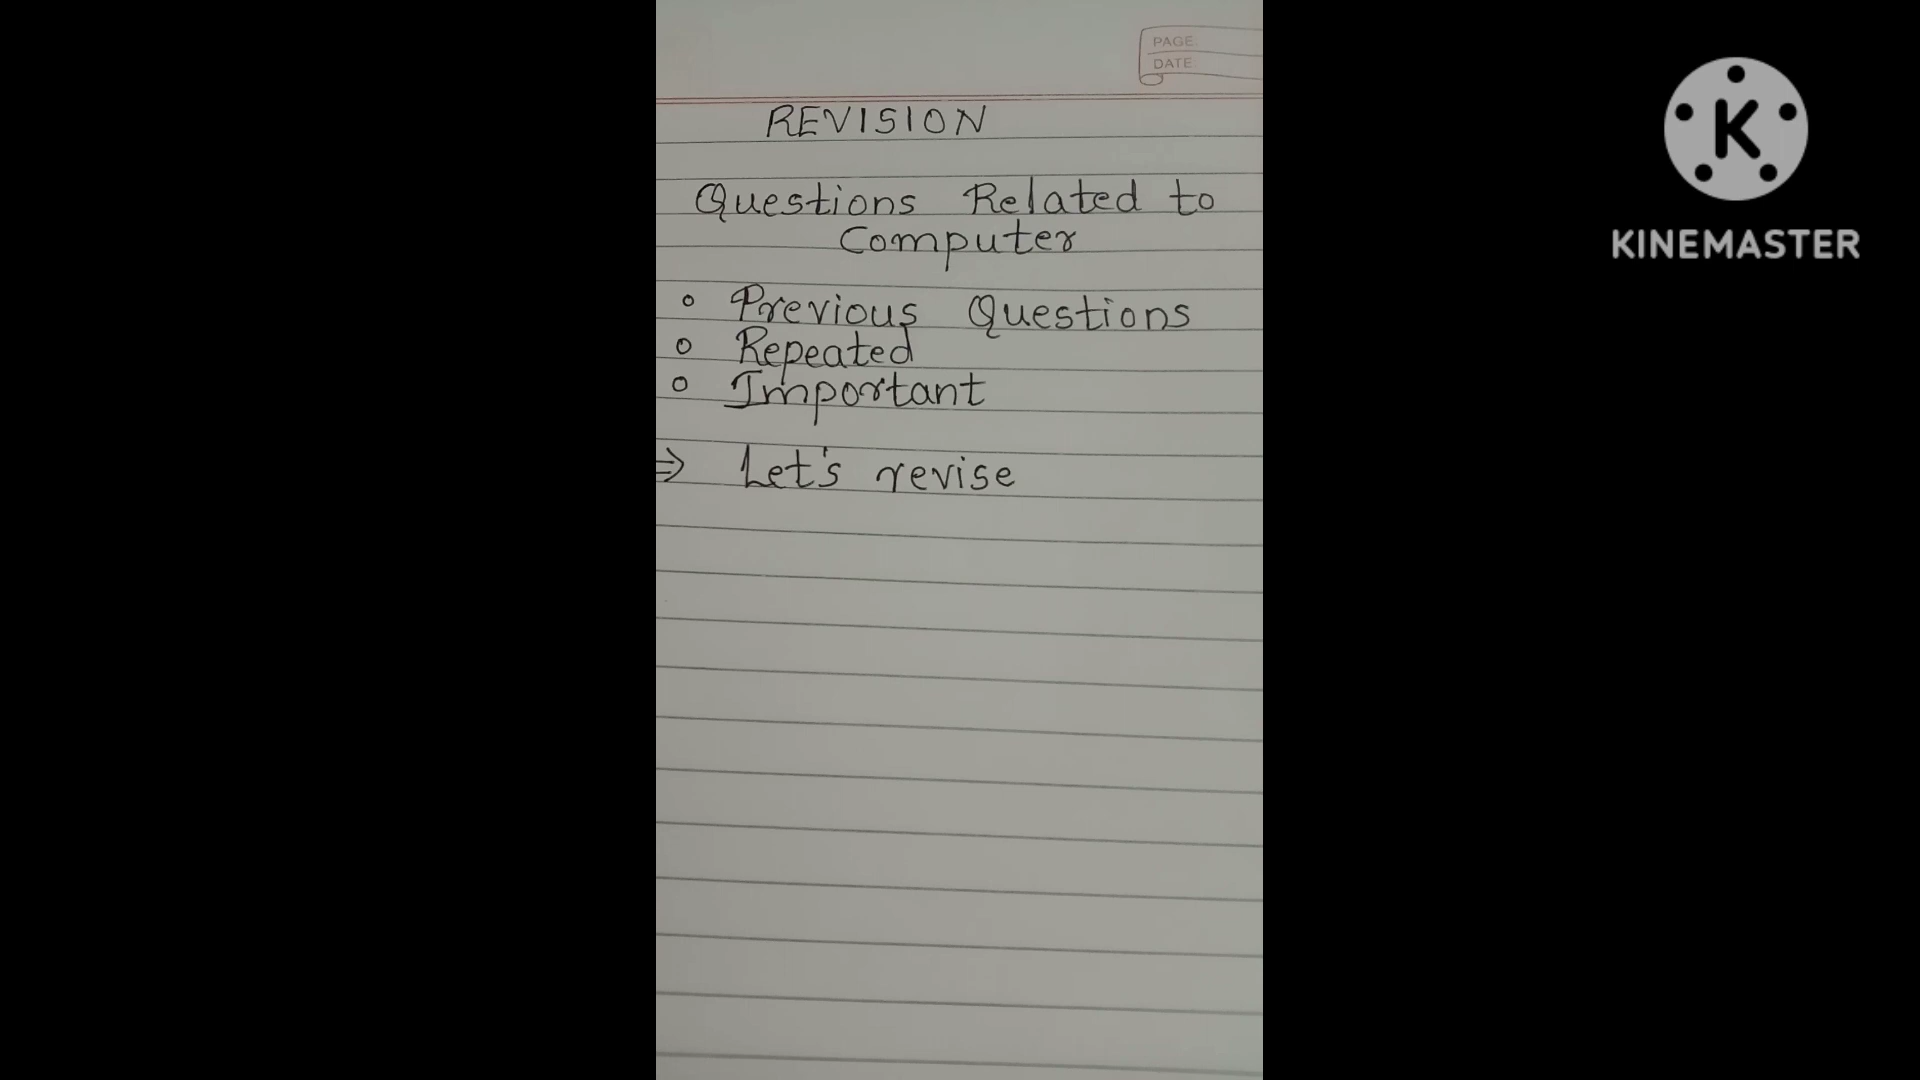 PAGE
DATE
REVISION
Questions Related to
Computer
o Previous Questions
o Repeated
o Important
⇒ Let's revise
K
KINEMASTER